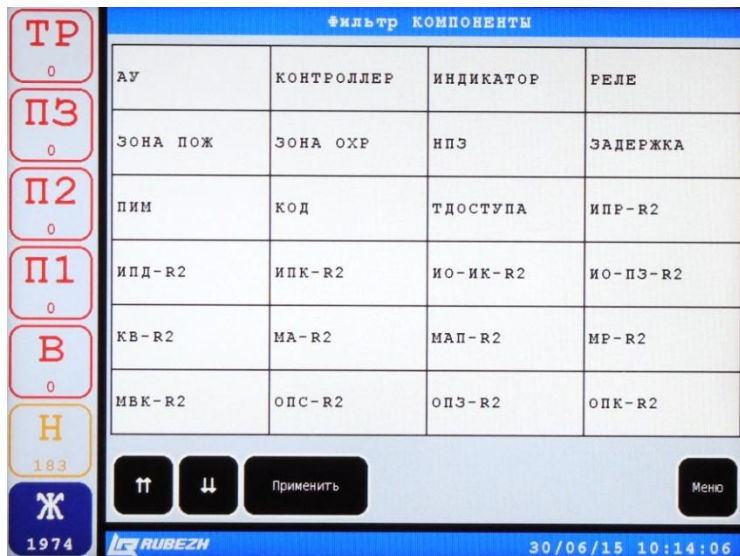 Фильтр КОМПОНЕНТЫ
ТР
0
П3
0
П2
0
П1
0
В
0
Н
183
Ж
1974
АУ КОНТРОЛЛЕР ИНДИКАТОР РЕЛЕ
ЗОНА ПОЖ ЗОНА ОХР НПЗ ЗАДЕРЖКА
ПИМ КОД ТДОСТУПА ИПР-R2
ИПД-R2 ИПК-R2 ИО-ИК-R2 ИО-ПЗ-R2
КВ-R2 МА-R2 МАП-R2 МР-R2
МВК-R2 ОПС-R2 ОПЗ-R2 ОПК-R2
Применить Меню
RUBEZH 30/06/15 10:14:06